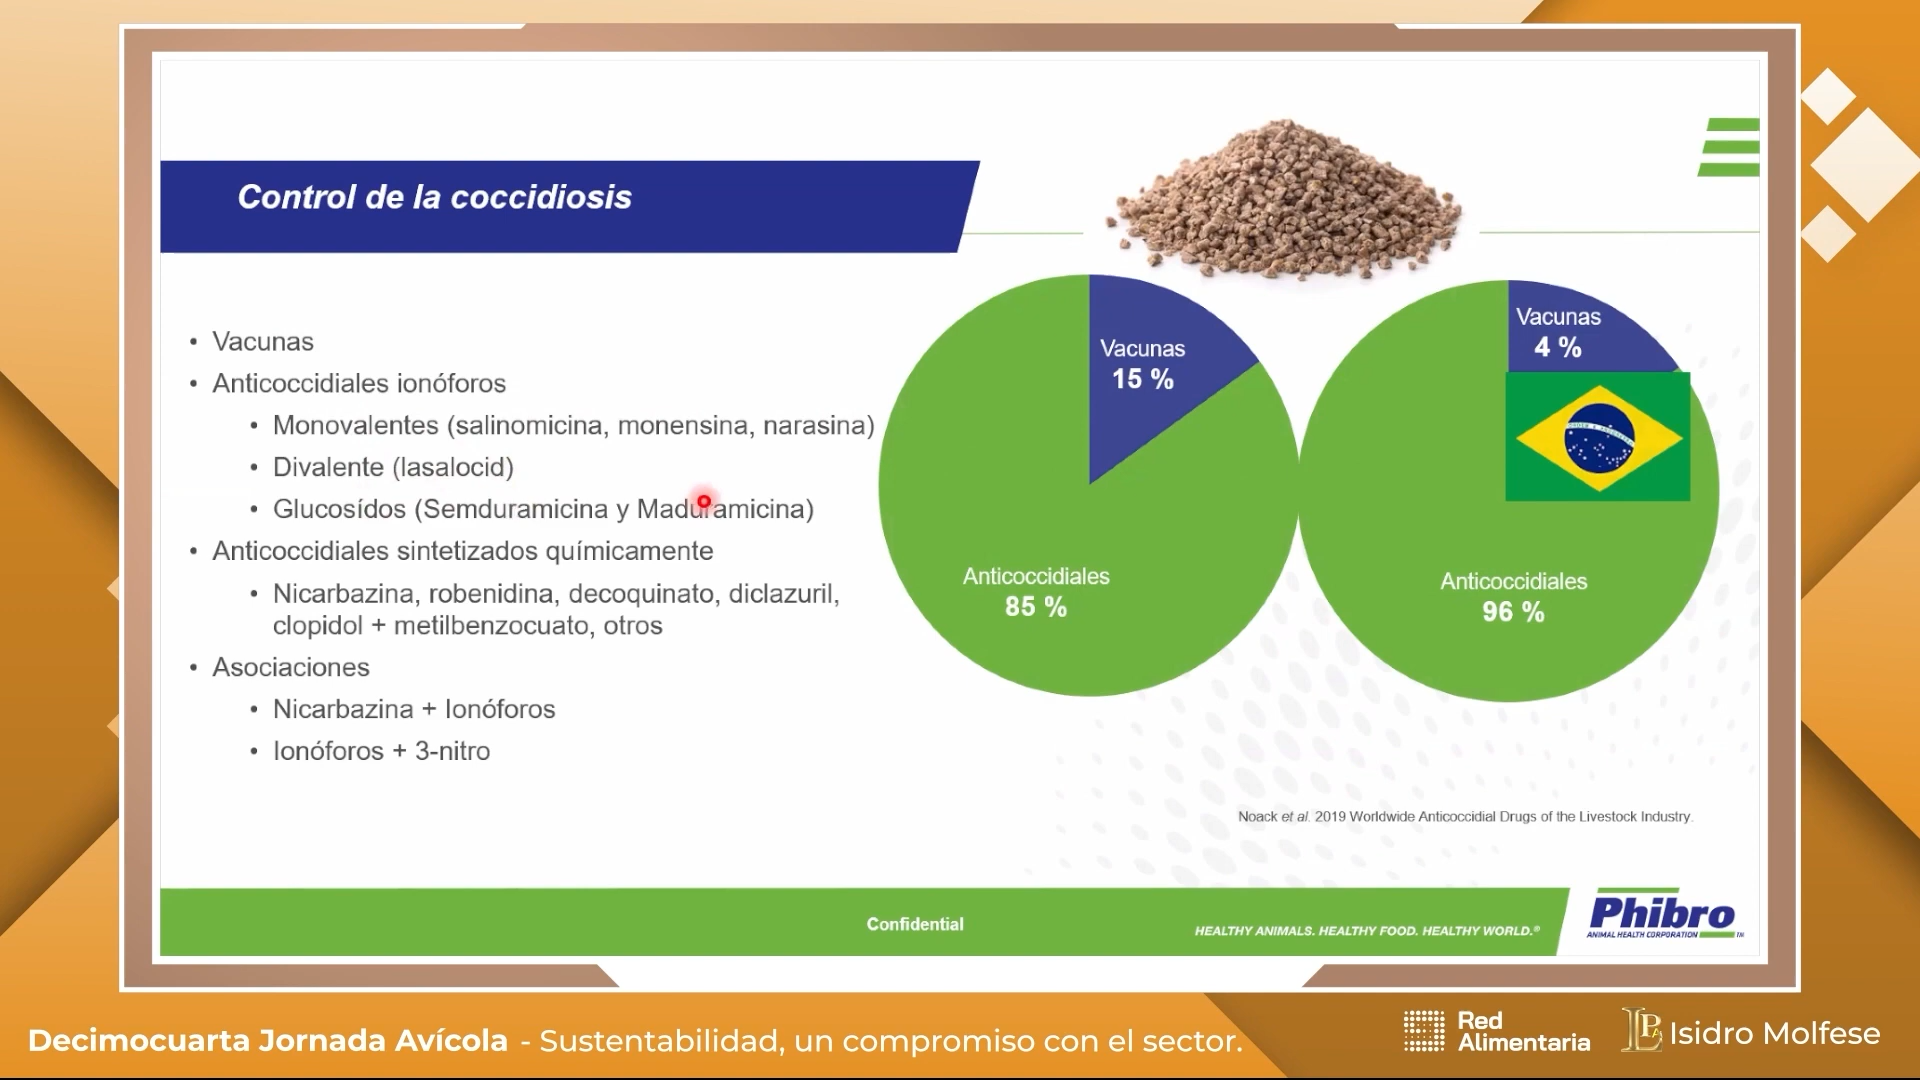 Control de la coccidiosis
• Vacunas
• Anticoccidiales ionóforos
• Monovalentes (salinomicina, monensina, narasina)
• Divalente (lasalocid)
• Glucosídos (Semduramicina y Maduramicina)
• Anticoccidiales sintetizados químicamente
• Nicarbazina, robenidina, decoquinato, diclazuril,
clopidol + metilbenzocuato, otros
• Asociaciones
• Nicarbazina + Ionóforos
• Ionóforos + 3-nitro
Vacunas
15 %
Anticoccidiales
85 %
Vacunas
4 %
Anticoccidiales
96 %
Noack et al. 2019 Worldwide Anticoccidial Drugs of the Livestock Industry.
Confidential
HEALTHY ANIMALS. HEALTHY FOOD. HEALTHY WORLD.®
Phibro
ANIMAL HEALTH CORPORATION ™
Decimocuarta Jornada Avícola - Sustentabilidad, un compromiso con el sector.
Red
Alimentaria
Isidro Molfese